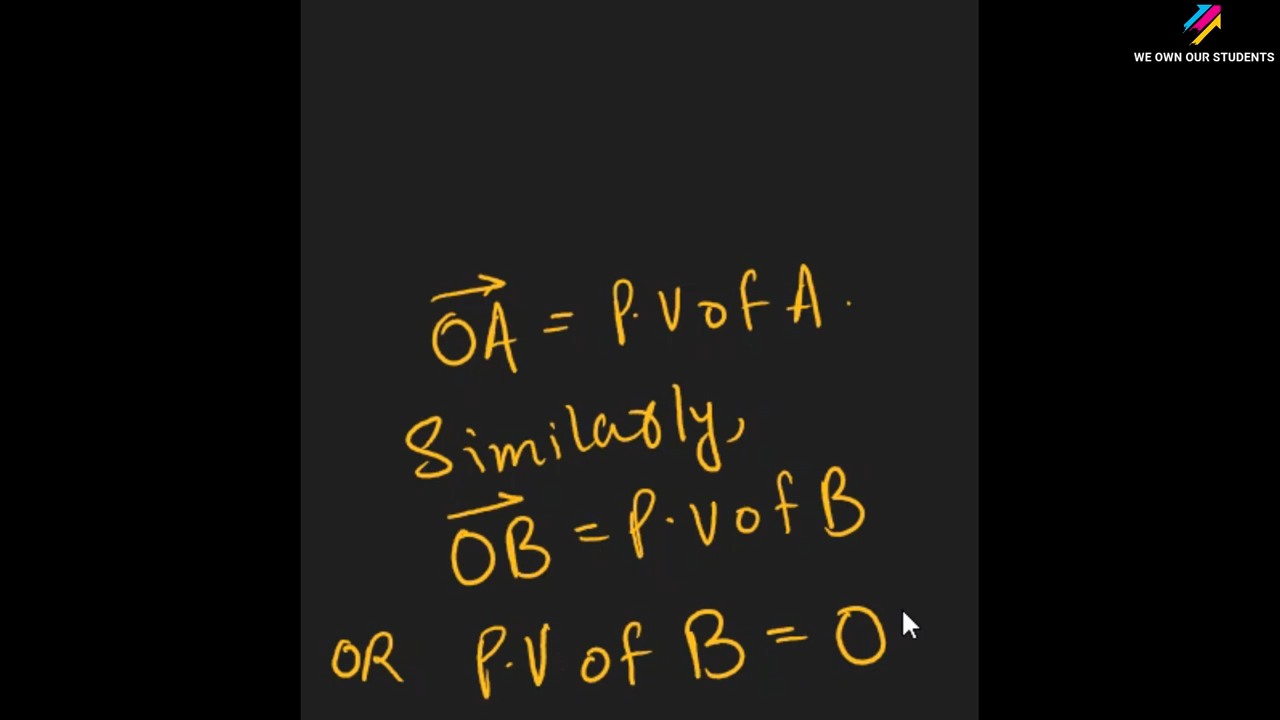 WE OWN OUR STUDENTS
OA = P.V of A.
Similarly,
OB = P.V of B
OR P.V of B = O